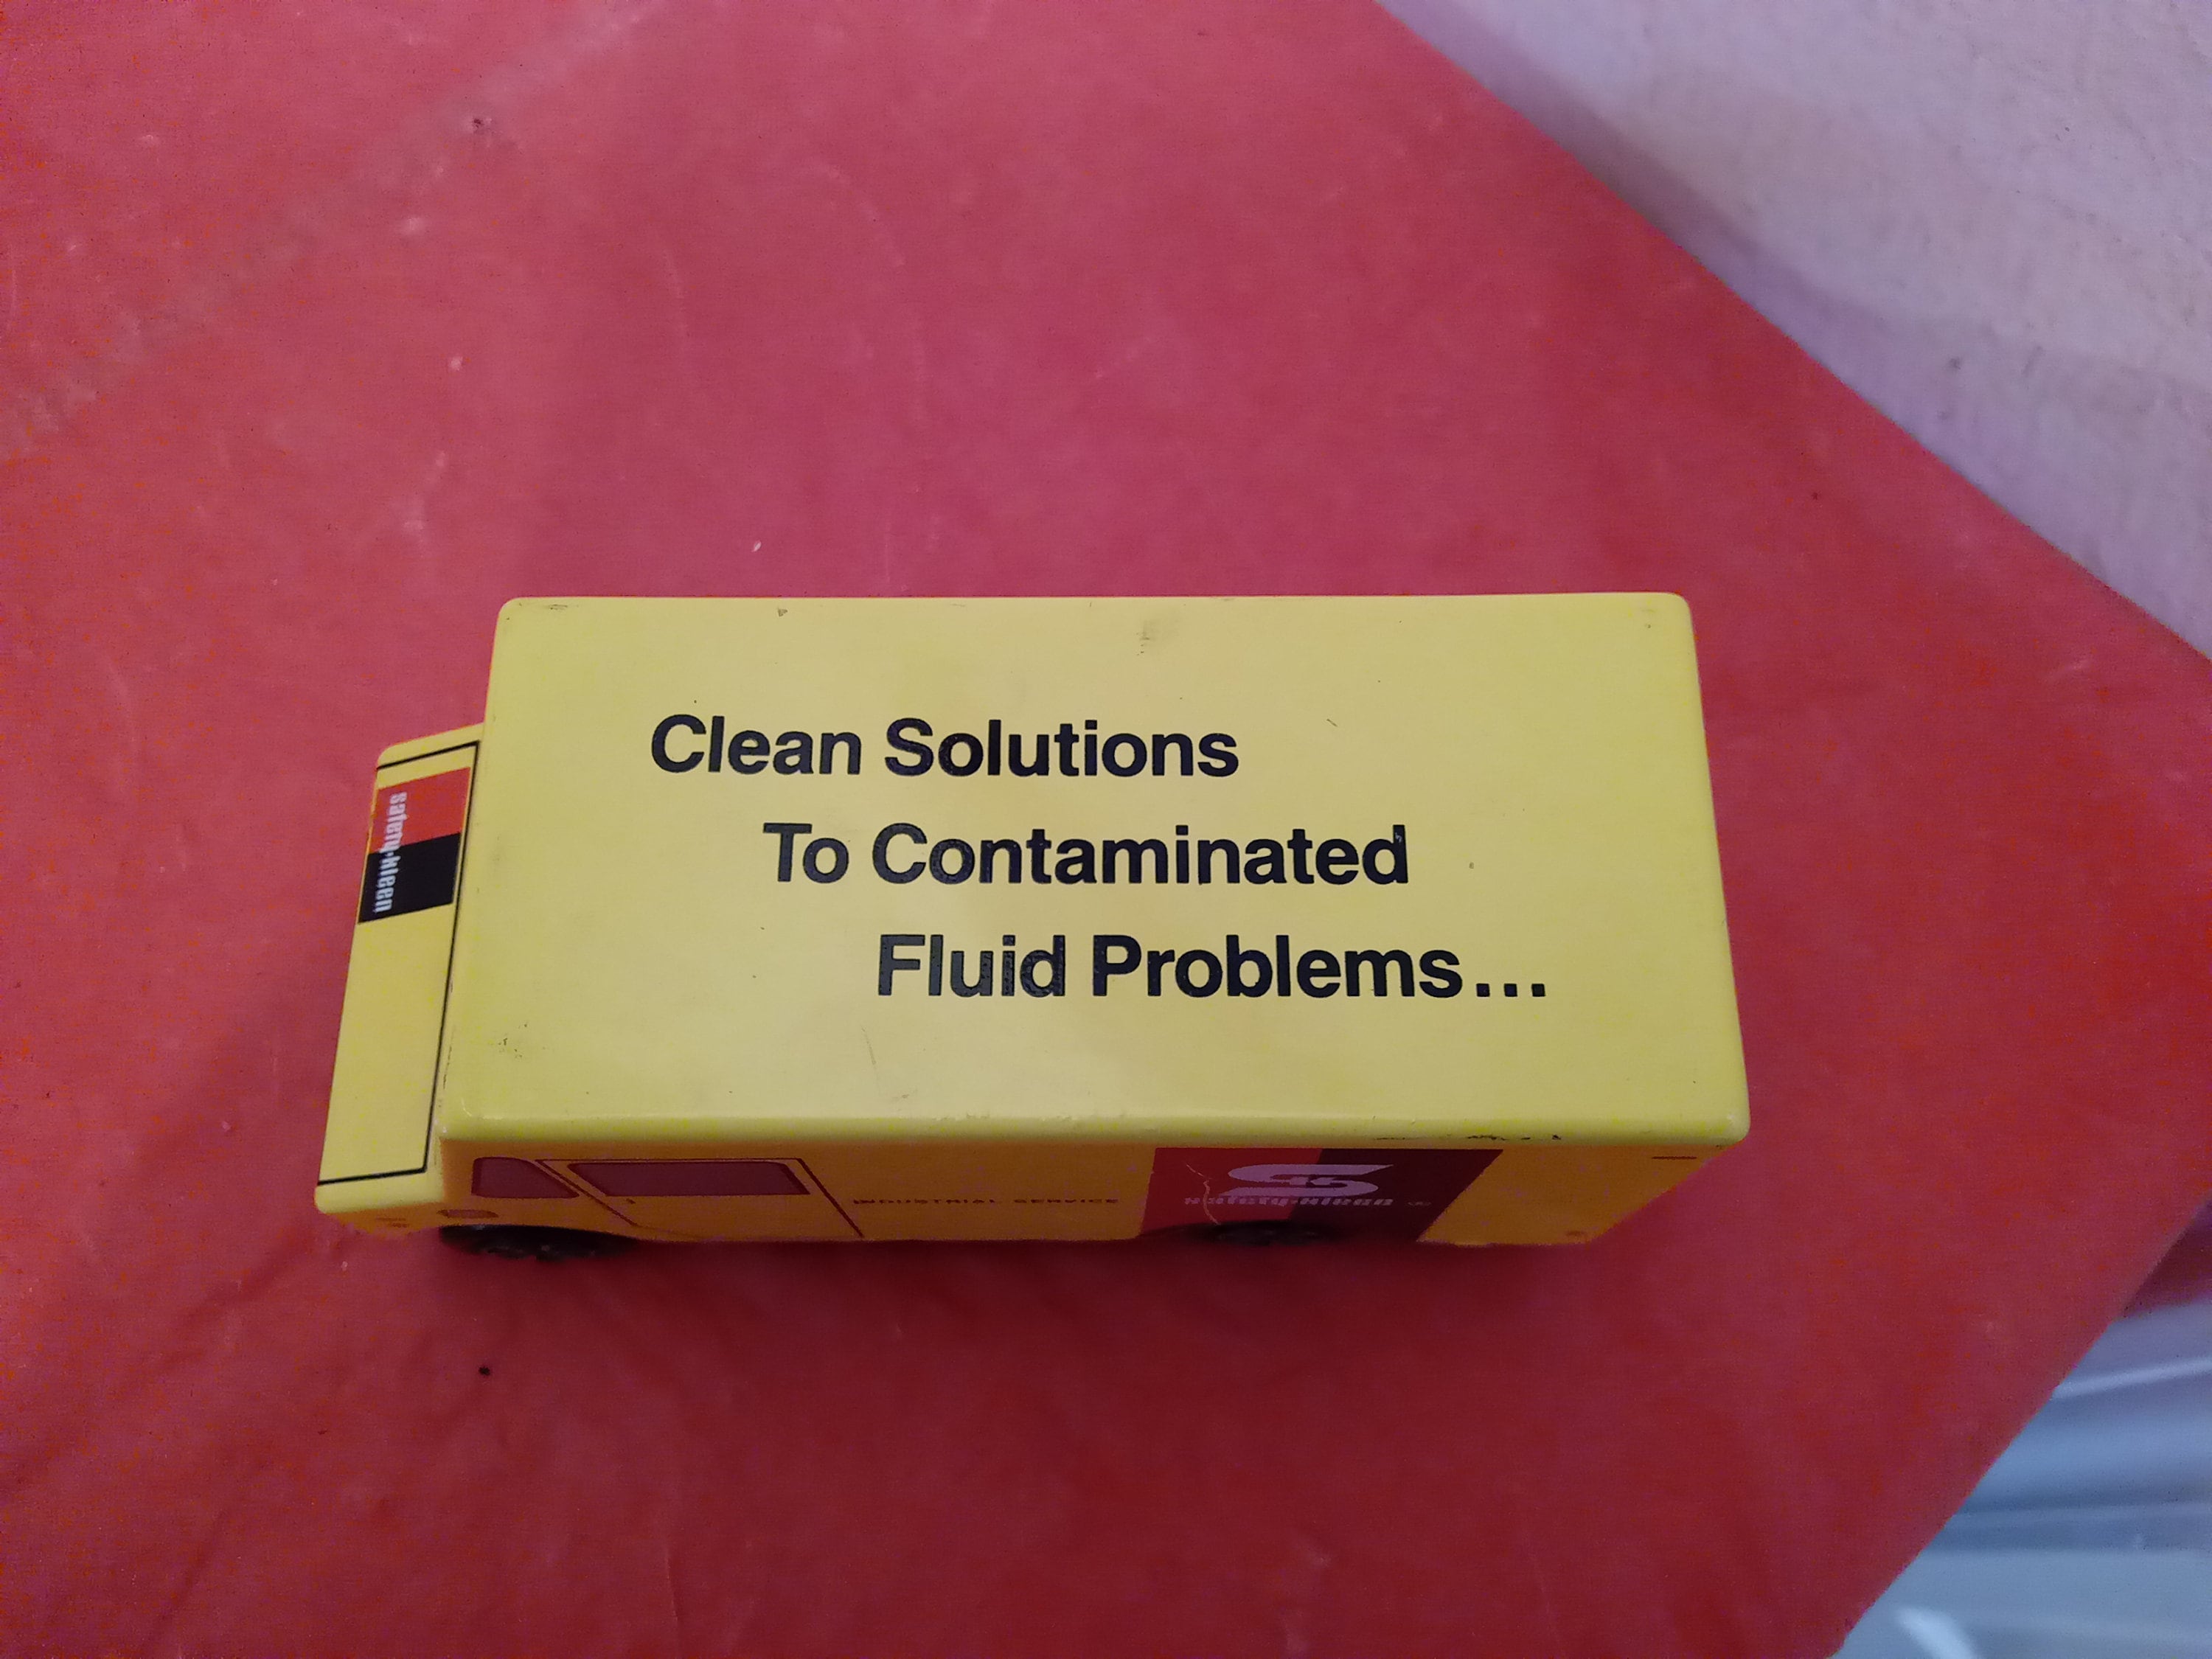 Clean Solutions
To Contaminated
Fluid Problems...
safety-kleen
INDUSTRIAL SERVICE
safety-kleen ®